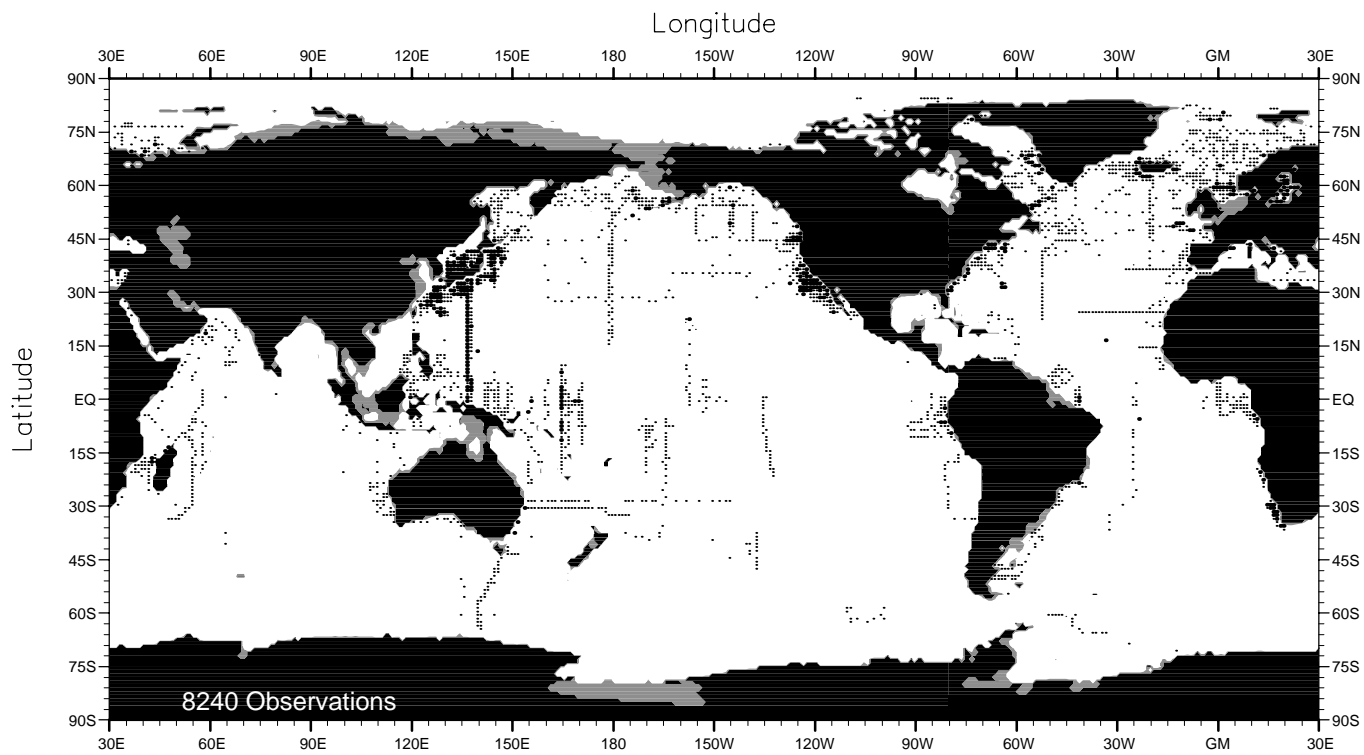 Longitude
30E 60E 90E 120E 150E 180 150W 120W 90W 60W 30W GM 30E
90N 90N
75N 75N
60N 60N
45N 45N
30N 30N
15N 15N
Latitude
EQ EQ
15S 15S
30S 30S
45S 45S
60S 60S
75S 75S
8240 Observations
90S 90S
30E 60E 90E 120E 150E 180 150W 120W 90W 60W 30W GM 30E